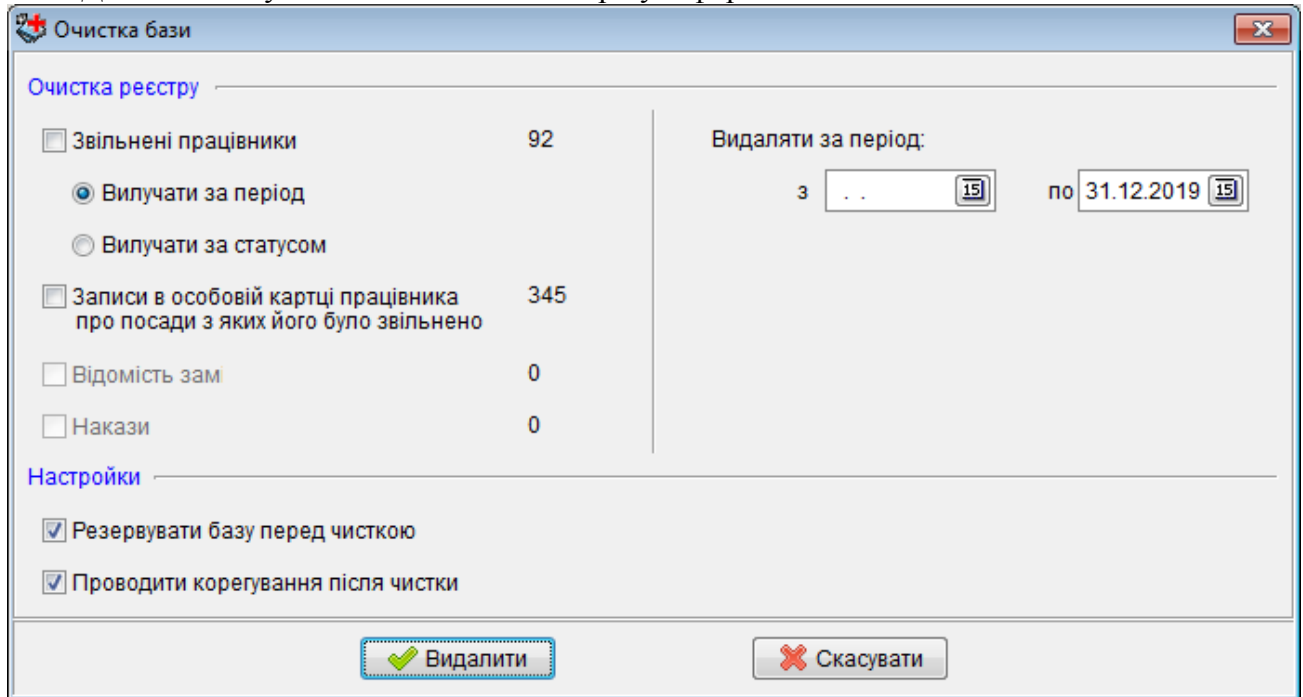 Очистка бази
Очистка реєстру
Звільнені працівники 92
Видаляти за період:
Вилучати за період
з . . 15 по 31.12.2019 15
Вилучати за статусом
Записи в особовій картці працівника 345
про посади з яких його було звільнено
Відомість зам 0
Накази 0
Настройки
Резервувати базу перед чисткою
Проводити корегування після чистки
Видалити Скасувати